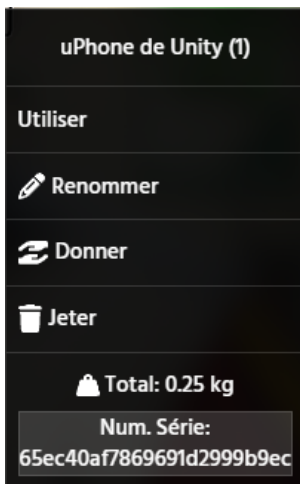 uPhone de Unity (1)
Utiliser
Renommer
Donner
Jeter
Total: 0.25 kg
Num. Série:
65ec40af7869691d2999b9ec